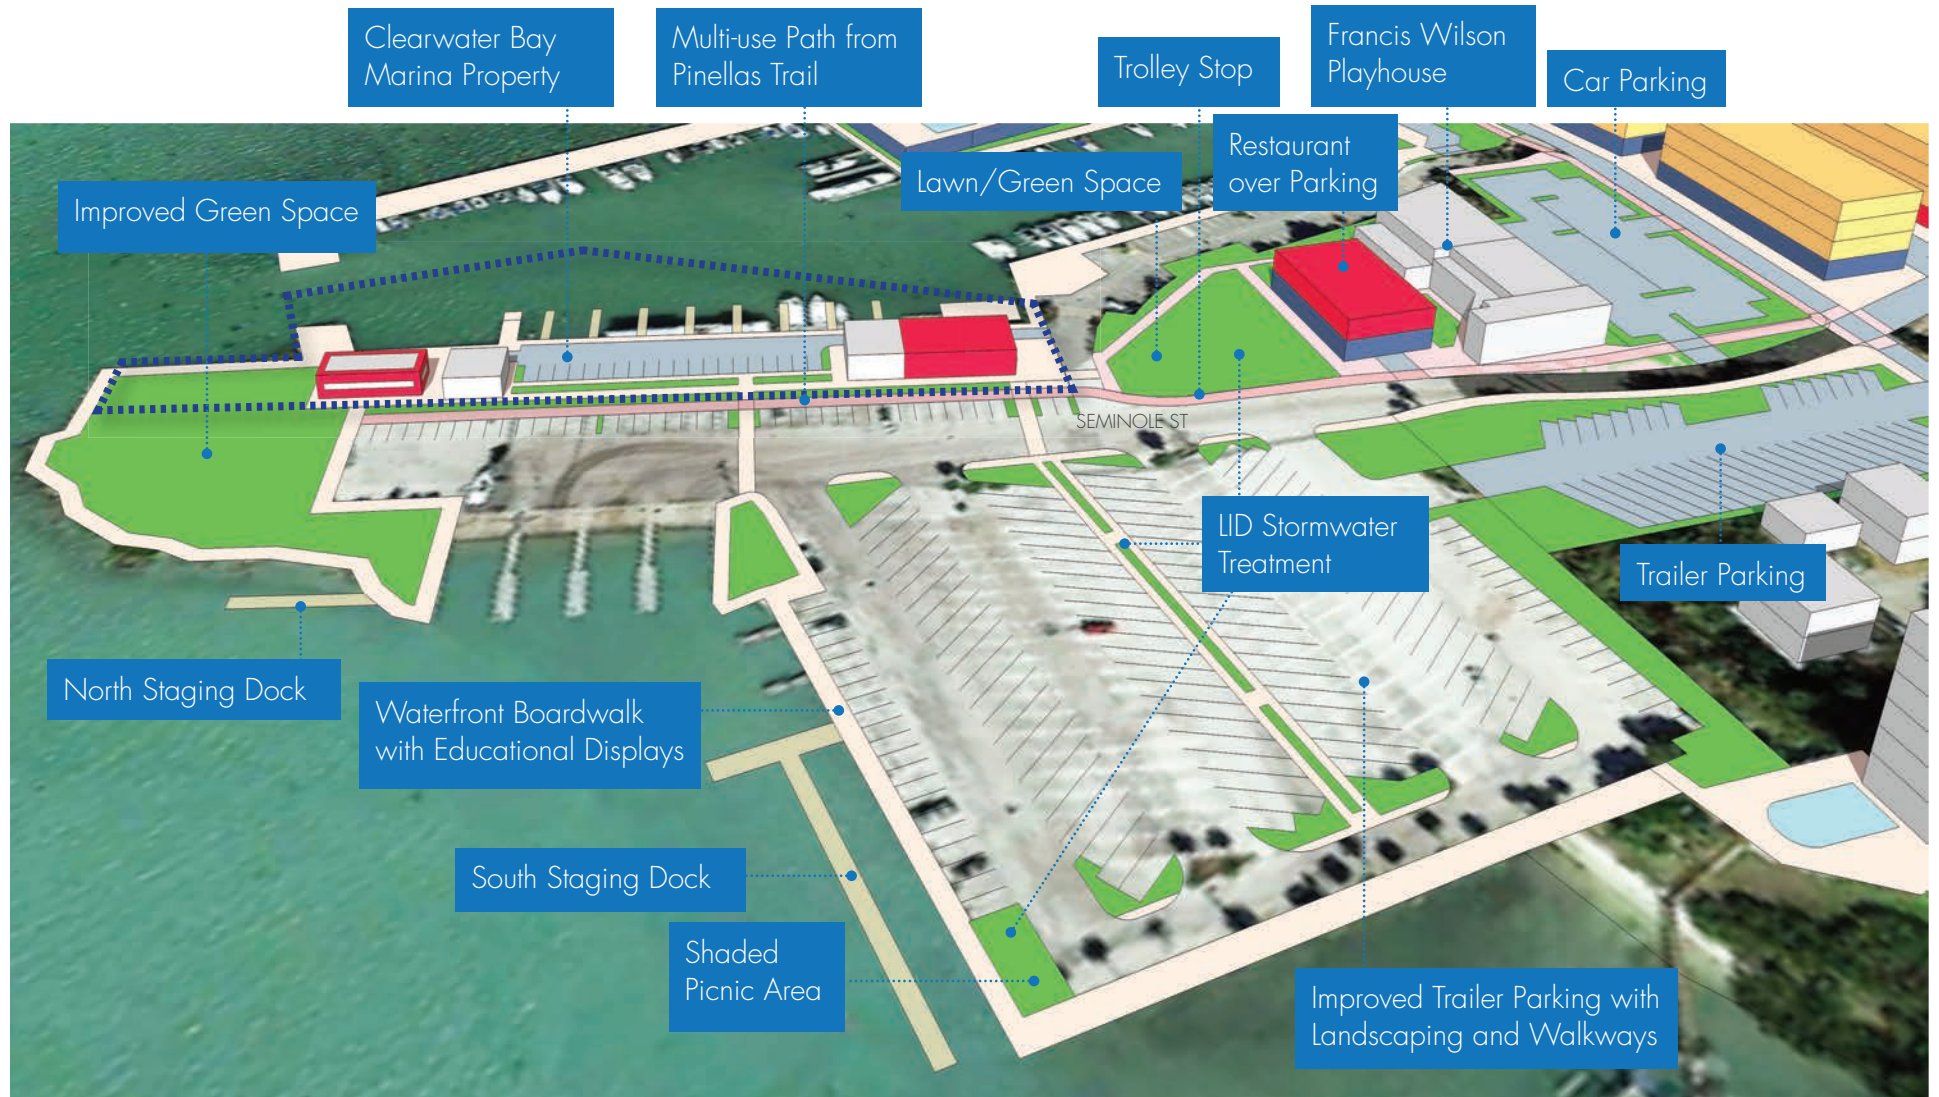 Clearwater Bay
Marina Property
Multi-use Path from
Pinellas Trail
Trolley Stop
Francis Wilson
Playhouse
Car Parking
Improved Green Space
Lawn/Green Space
Restaurant
over Parking
SEMINOLE ST
LID Stormwater
Treatment
Trailer Parking
North Staging Dock
Waterfront Boardwalk
with Educational Displays
South Staging Dock
Shaded
Picnic Area
Improved Trailer Parking with
Landscaping and Walkways